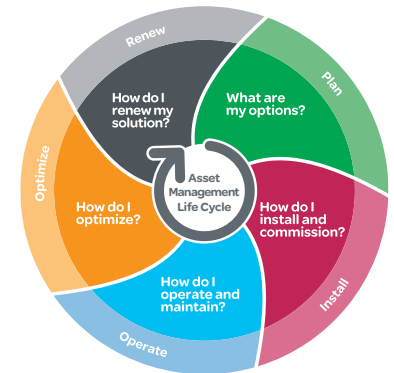 Renew
How do I
renew my
solution?
Plan
What are
my options?
Install
How do I
install and
commission?
Operate
How do I
operate and
maintain?
Optimize
How do I
optimize?
Asset
Management
Life Cycle